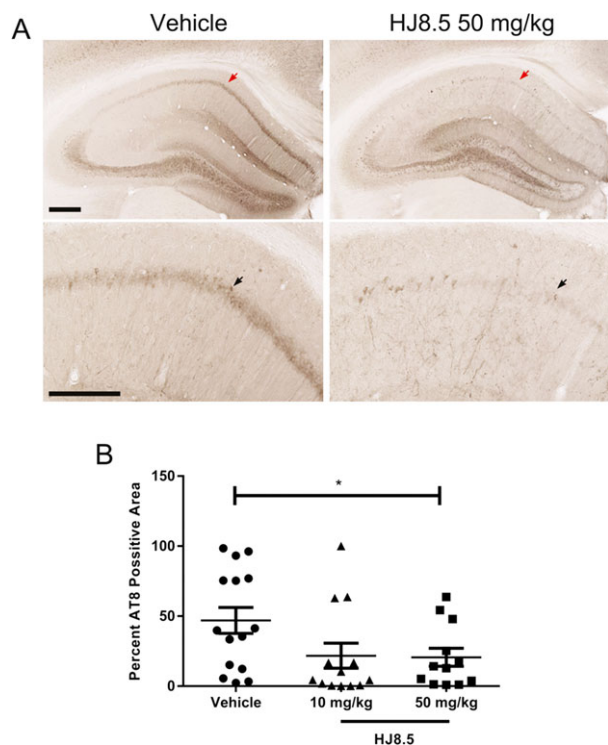 A
Vehicle
HJ8.5 50 mg/kg
B
Percent AT8 Possitive Area
150
100
50
0
*
Vehicle
10 mg/kg
50 mg/kg
HJ8.5